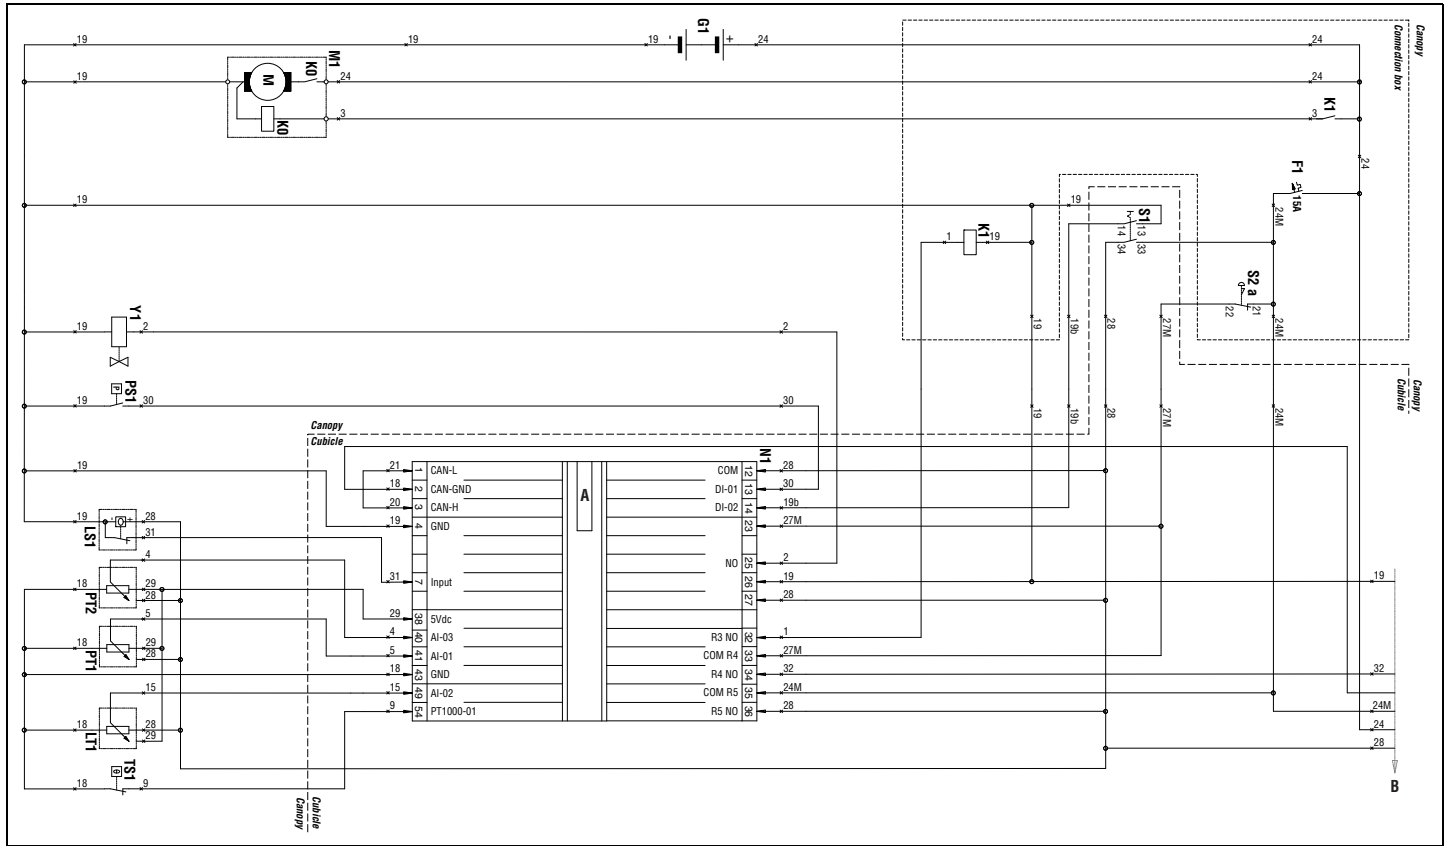 19 19 19 G1 - + 24 24
Canopy
Connection box
19 M1 K0 M 24 24
K0 3 3 K1
24
F1 15A
24M
19 19
S1 13 14 33 34
1 K1 19
S2 a 21 22
19 Y1 2 2
19 19b 28 27M 24M
Canopy
Cubicle
19 PS1 P 30 30
19 19b 28 27M 24M
Canopy
Cubicle
N1
A
19 21 1 CAN-L COM 12 28
18 2 CAN-GND DI-01 13 30
20 3 CAN-H DI-02 14 19b
19 4 GND 23 27M
19 LS1 - + 28
31
4 NO 25 2
31 7 Input 26 19 19
18 PT2 29 28 27 28
5 29 38 5Vdc
4 40 AI-03 R3 NO 32 1
18 PT1 29 28 5 41 AI-01 COM R4 33 27M
18 43 GND R4 NO 34 32 32
15 15 49 AI-02 COM R5 35 24M
9 54 PT1000-01 R5 NO 36 28 24M
18 LT1 28 29 24
28
18 TS1 θ 9
B
Cubicle
Canopy